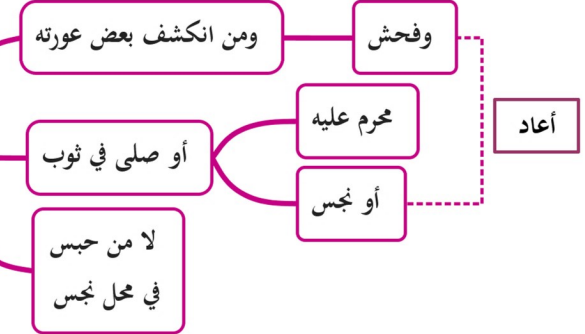 ومن انكشف بعض عورته
وفحش
أو صلى في ثوب
محرم عليه
أو نجس
أعاد
لا من حبس
في محل نجس